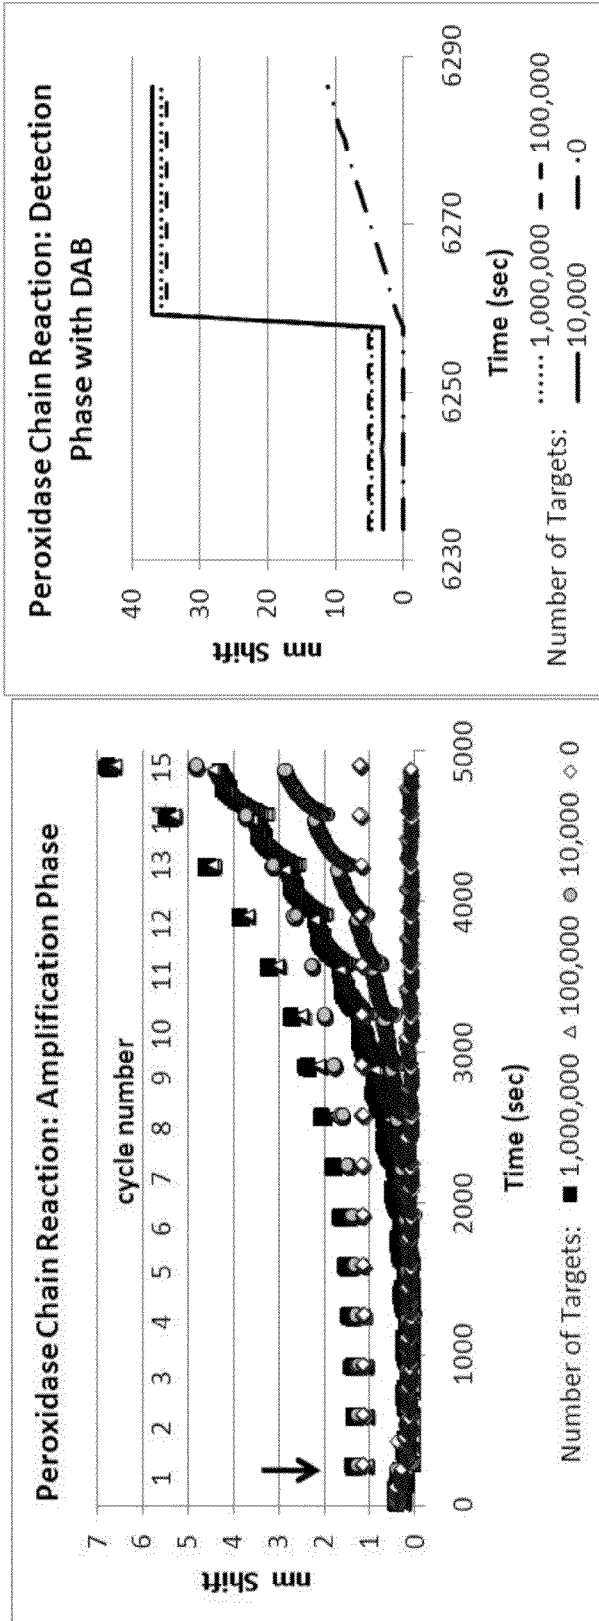 Peroxidase Chain Reaction: Amplification Phase
nm Shift
7
6
5
4
3
2
1
0
cycle number
1 2 3 4 5 6 7 8 9 10 11 12 13 14 15
0 1000 2000 3000 4000 5000
Time (sec)
Number of Targets: ■ 1,000,000 △ 100,000 ● 10,000 ◇ 0
Peroxidase Chain Reaction: Detection
Phase with DAB
nm Shift
40
30
20
10
0
6230 6250 6270 6290
Time (sec)
Number of Targets:
1,000,000 100,000
10,000 0